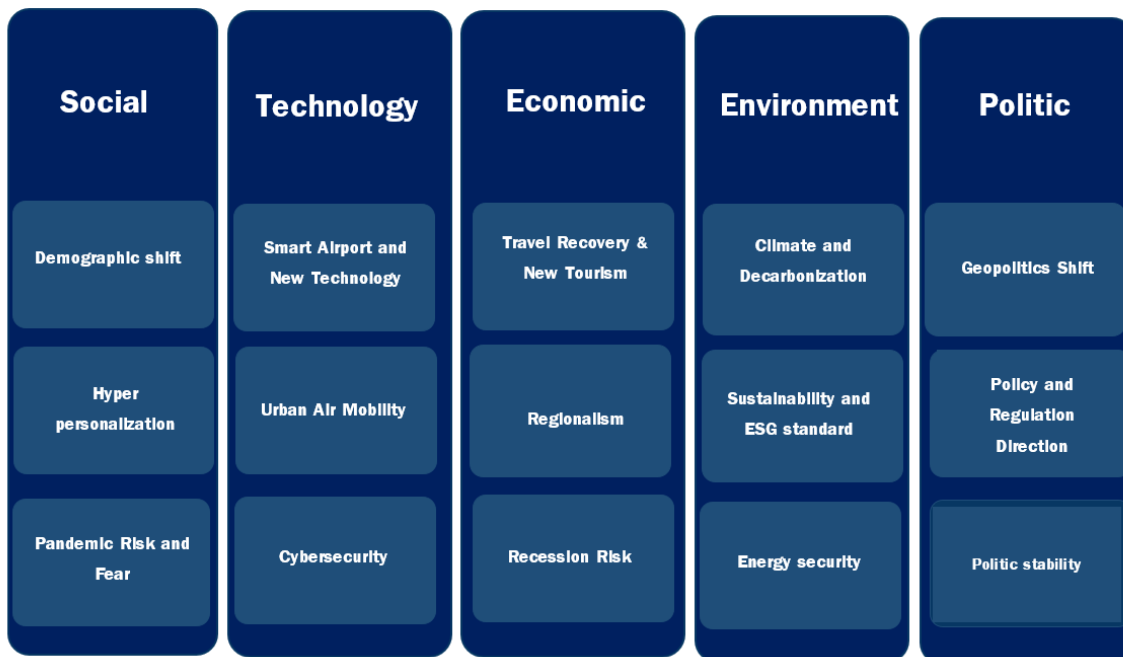 Social
Demographic shift
Hyper
personalization
Pandemic Risk and
Fear
Technology
Smart Airport and
New Technology
Urban Air Mobility
Cybersecurity
Economic
Travel Recovery &
New Tourism
Regionalism
Recession Risk
Environment
Climate and
Decarbonization
Sustainability and
ESG standard
Energy security
Politic
Geopolitics Shift
Policy and
Regulation
Direction
Politic stability